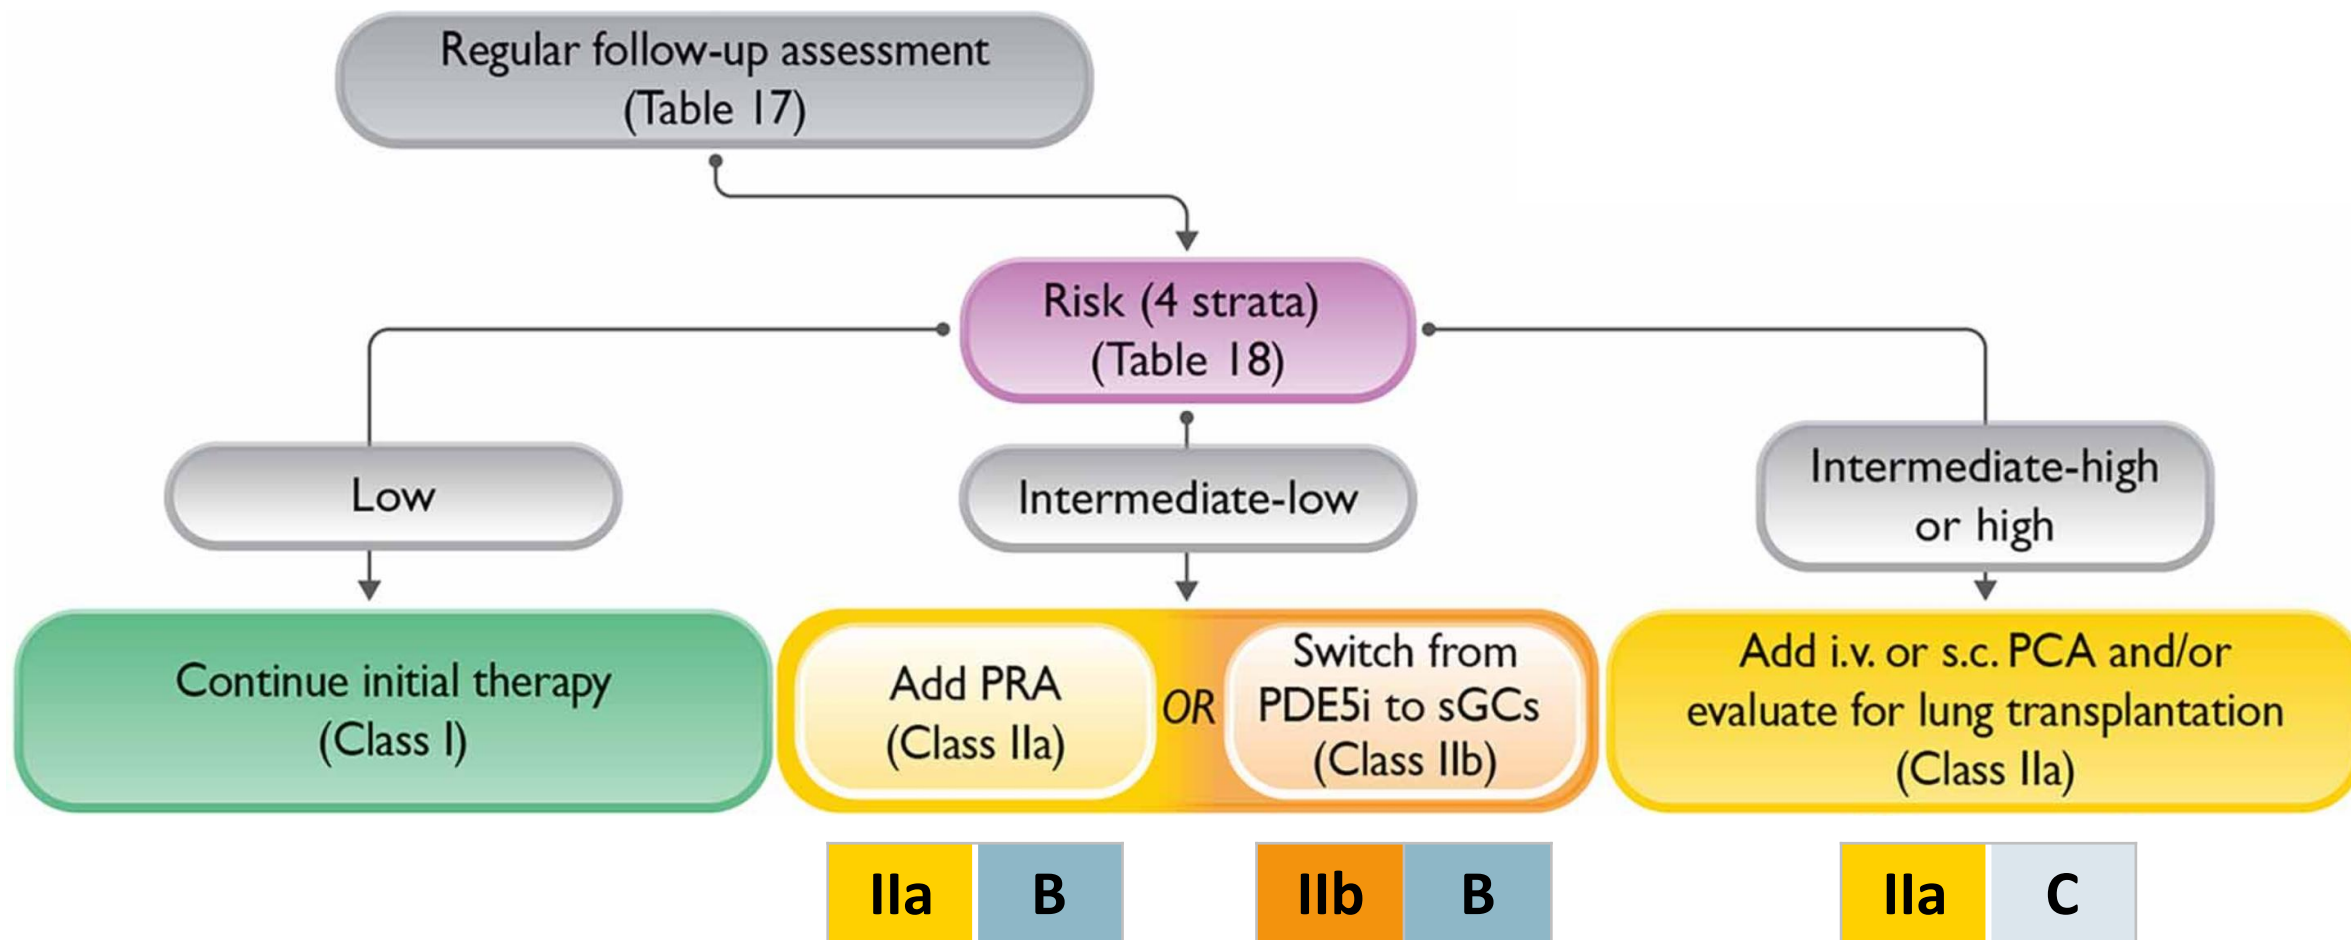 Regular follow-up assessment
(Table 17)
Risk (4 strata)
(Table 18)
Low
Intermediate-low
Intermediate-high
or high
Continue initial therapy
(Class I)
Add PRA
(Class IIa)
OR
Switch from
PDE5i to sGCs
(Class IIb)
Add i.v. or s.c. PCA and/or
evaluate for lung transplantation
(Class IIa)
IIa B
IIb B
IIa C